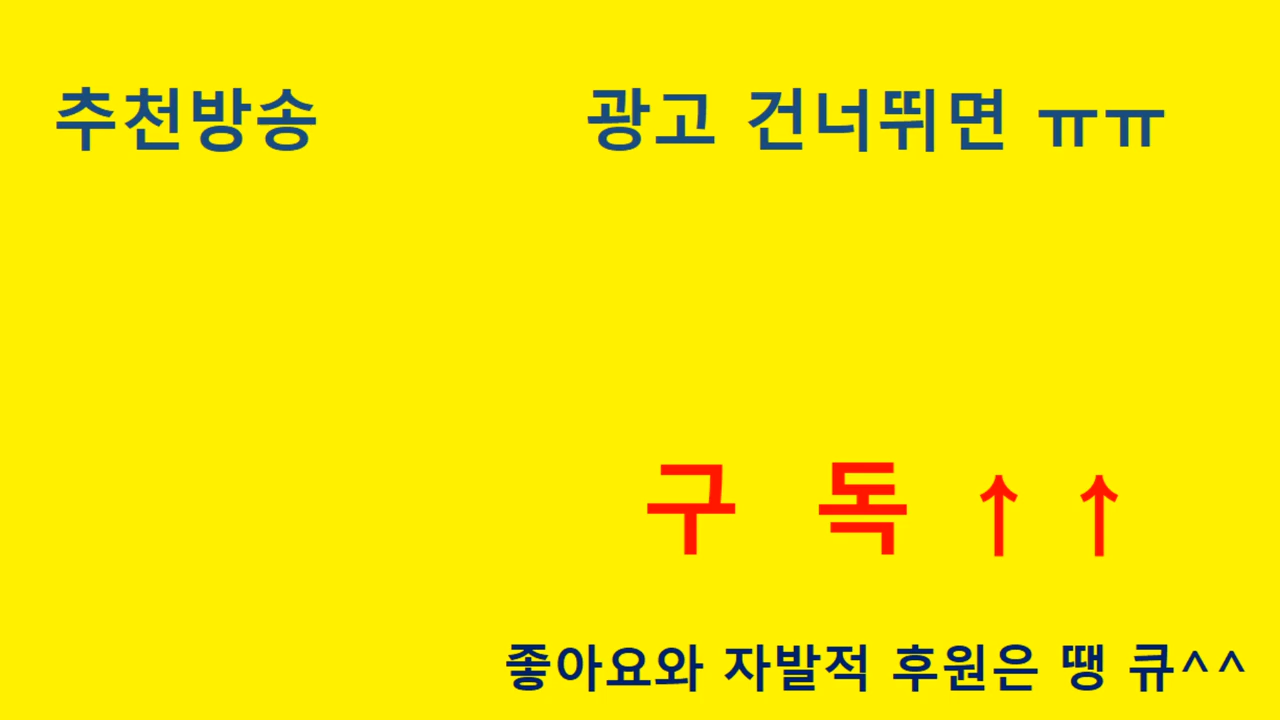 추천방송
광고 건너뛰면 ㅠㅠ
구 독 ↑ ↑
좋아요와 자발적 후원은 땡 큐^^